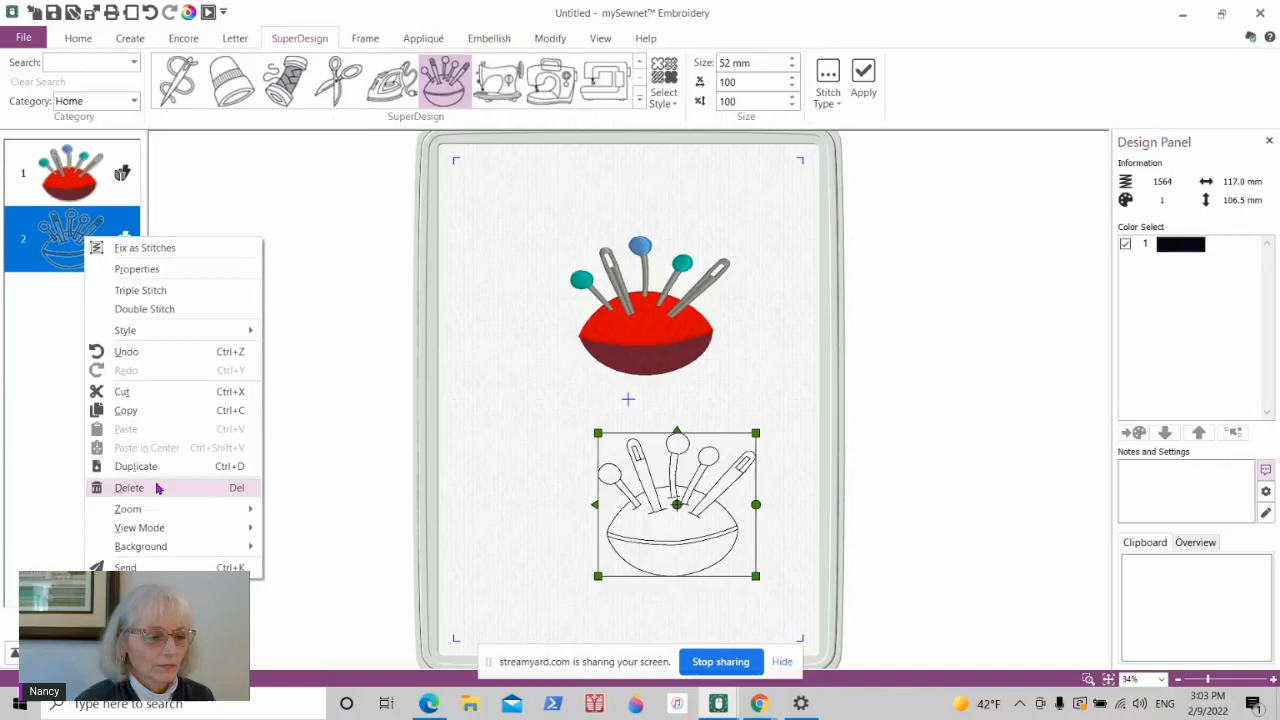 Untitled - mySewnet™ Embroidery
File Home Create Encore Letter SuperDesign Frame Appliqué Embellish Modify View Help
Search:
Clear Search
Category: Home
Category
SuperDesign
Select Style
Size: 52 mm
100
100
Size
Stitch Type
Apply
1
2
Fix as Stitches
Properties
Triple Stitch
Double Stitch
Style
Undo Ctrl+Z
Redo Ctrl+Y
Cut Ctrl+X
Copy Ctrl+C
Paste Ctrl+V
Paste in Center Ctrl+Shift+V
Duplicate Ctrl+D
Delete Del
Zoom
View Mode
Background
Send Ctrl+K
Design Panel
Information
1564 117.0 mm
1 106.5 mm
Color Select
1
Notes and Settings
Clipboard Overview
streamyard.com is sharing your screen. Stop sharing Hide
Nancy
34%
Type here to search
42°F
ENG
3:03 PM
2/9/2022
1